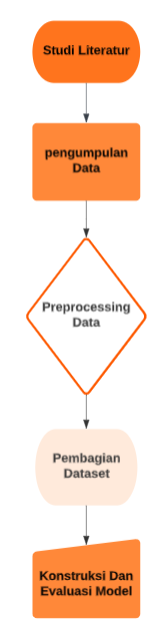 Studi Literatur
pengumpulan
Data
Preprocessing
Data
Pembagian
Dataset
Konstruksi Dan
Evaluasi Model